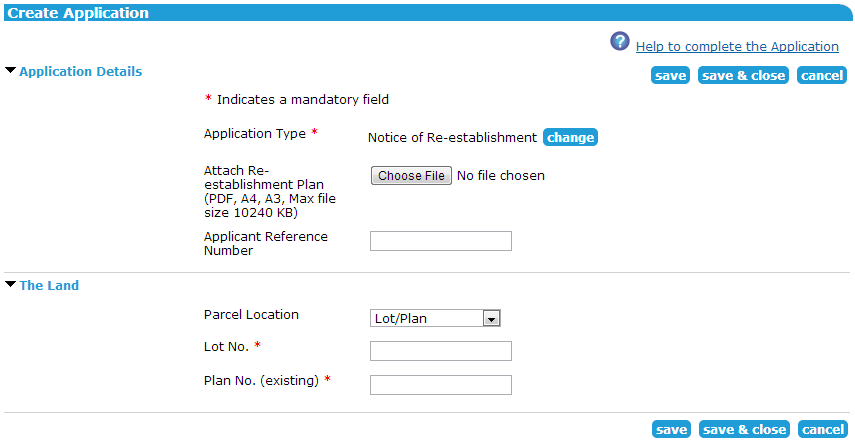 Create Application
? Help to complete the Application
Application Details
save save & close cancel
* Indicates a mandatory field
Application Type * Notice of Re-establishment change
Attach Re-
establishment Plan
(PDF, A4, A3, Max file
size 10240 KB)
Choose File No file chosen
Applicant Reference
Number
The Land
Parcel Location Lot/Plan
Lot No. *
Plan No. (existing) *
save save & close cancel